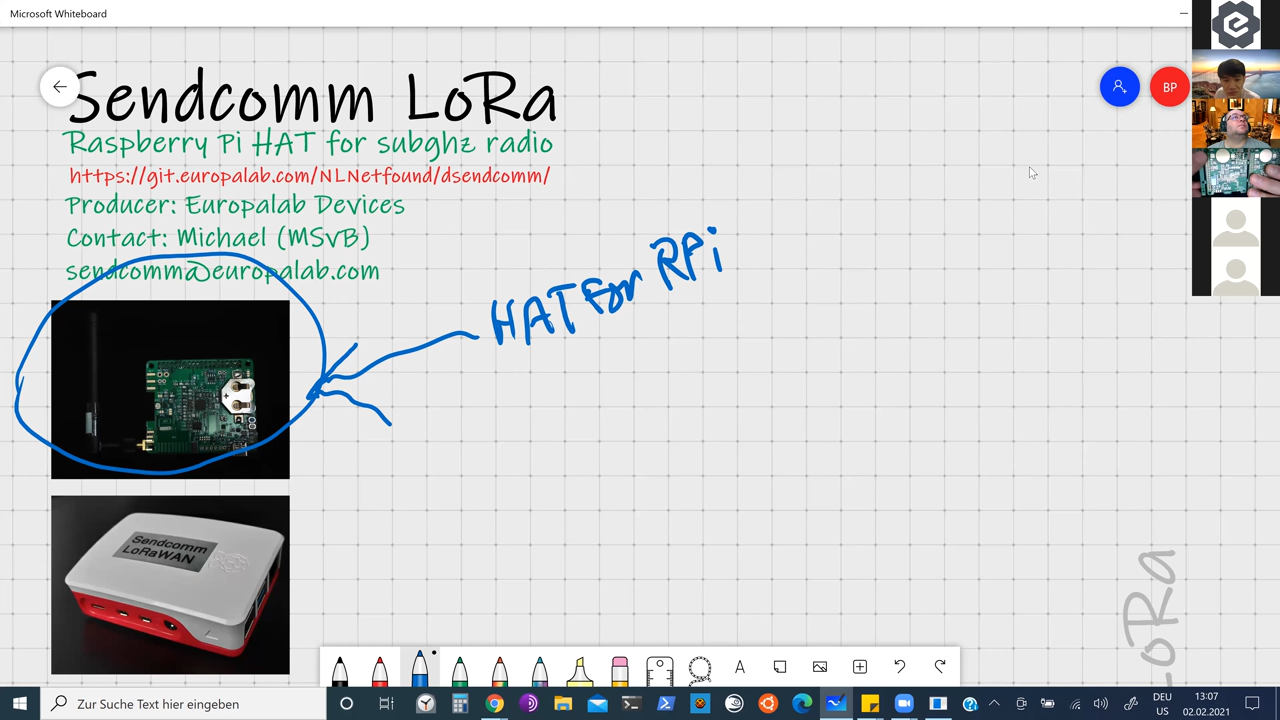 Microsoft Whiteboard
Sendcomm LoRa
Raspberry Pi HAT for subghz radio
https://git.europalab.com/NLNetfound/dsendcomm/
Producer: Europalab Devices
Contact: Michael (MSvB)
sendcomm@europalab.com
HAT for RPi
BP
Sendcomm
LoRaWAN
LoRa
A
Zur Suche Text hier eingeben
DEU
US
13:07
02.02.2021